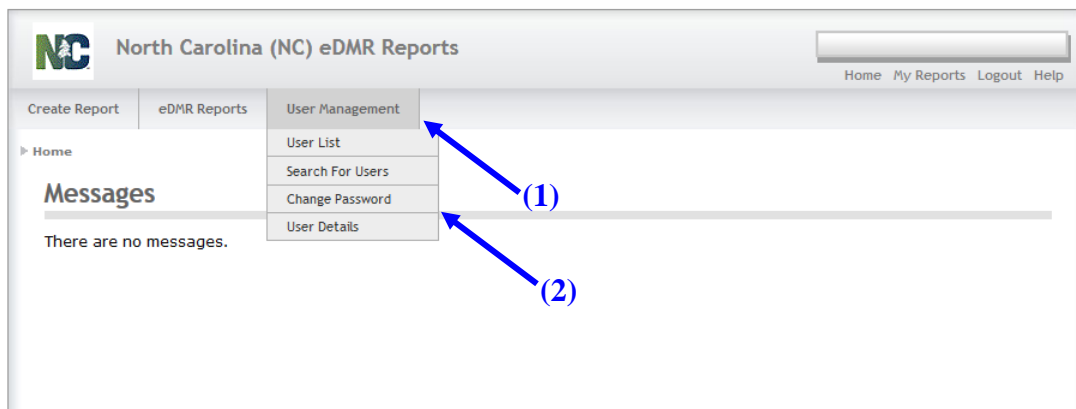 NC
North Carolina (NC) eDMR Reports
Home My Reports Logout Help
Create Report eDMR Reports User Management
User List
Home
Search For Users
Messages
Change Password
(1)
User Details
There are no messages.
(2)